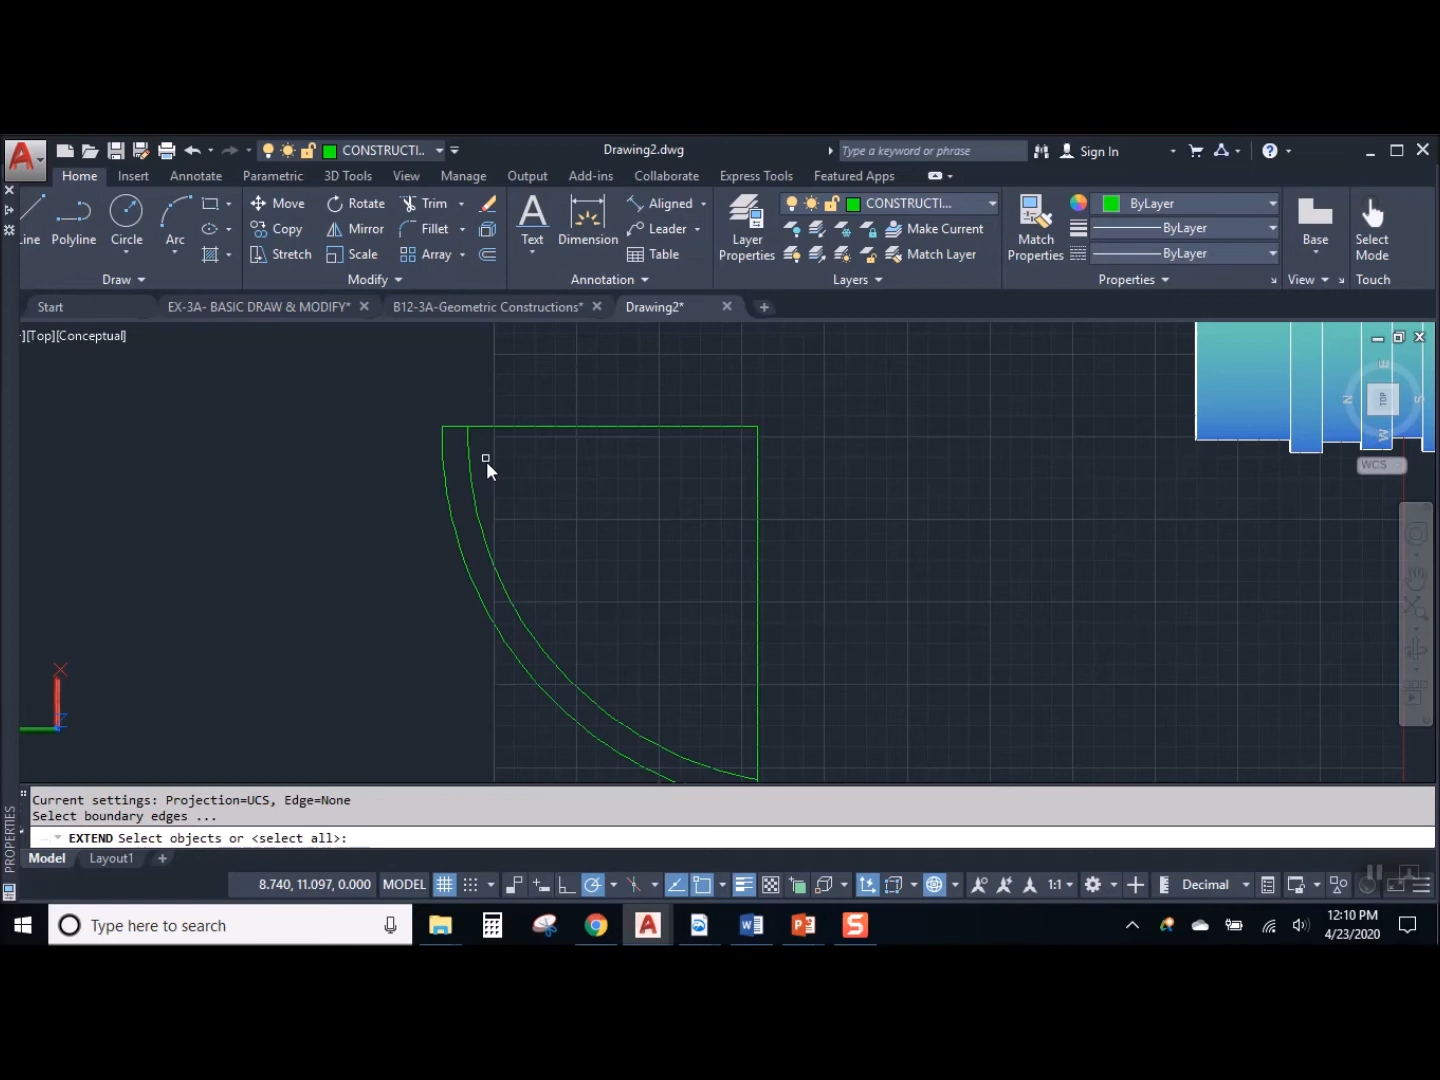 CONSTRUCTI..
Drawing2.dwg
Type a keyword or phrase
Sign In
Home Insert Annotate Parametric 3D Tools View Manage Output Add-ins Collaborate Express Tools Featured Apps
Move Rotate Trim
Copy Mirror Fillet
Stretch Scale Array
Line Polyline Circle Arc
Text Dimension
Aligned
Leader
Table
Layer Properties
CONSTRUCTI...
Make Current
Match Layer
Match Properties
ByLayer
ByLayer
ByLayer
Base
Select Mode
Draw Modify Annotation Layers Properties View Touch
Start EX-3A- BASIC DRAW & MODIFY* B12-3A-Geometric Constructions* Drawing2*
][Top][Conceptual]
E
N TOP S
W
WCS
X
Z
Current settings: Projection=UCS, Edge=None
Select boundary edges ...
EXTEND Select objects or <select all>:
PROPERTIES
Model Layout1 +
8.740, 11.097, 0.000 MODEL 1:1 Decimal
Type here to search
12:10 PM
4/23/2020